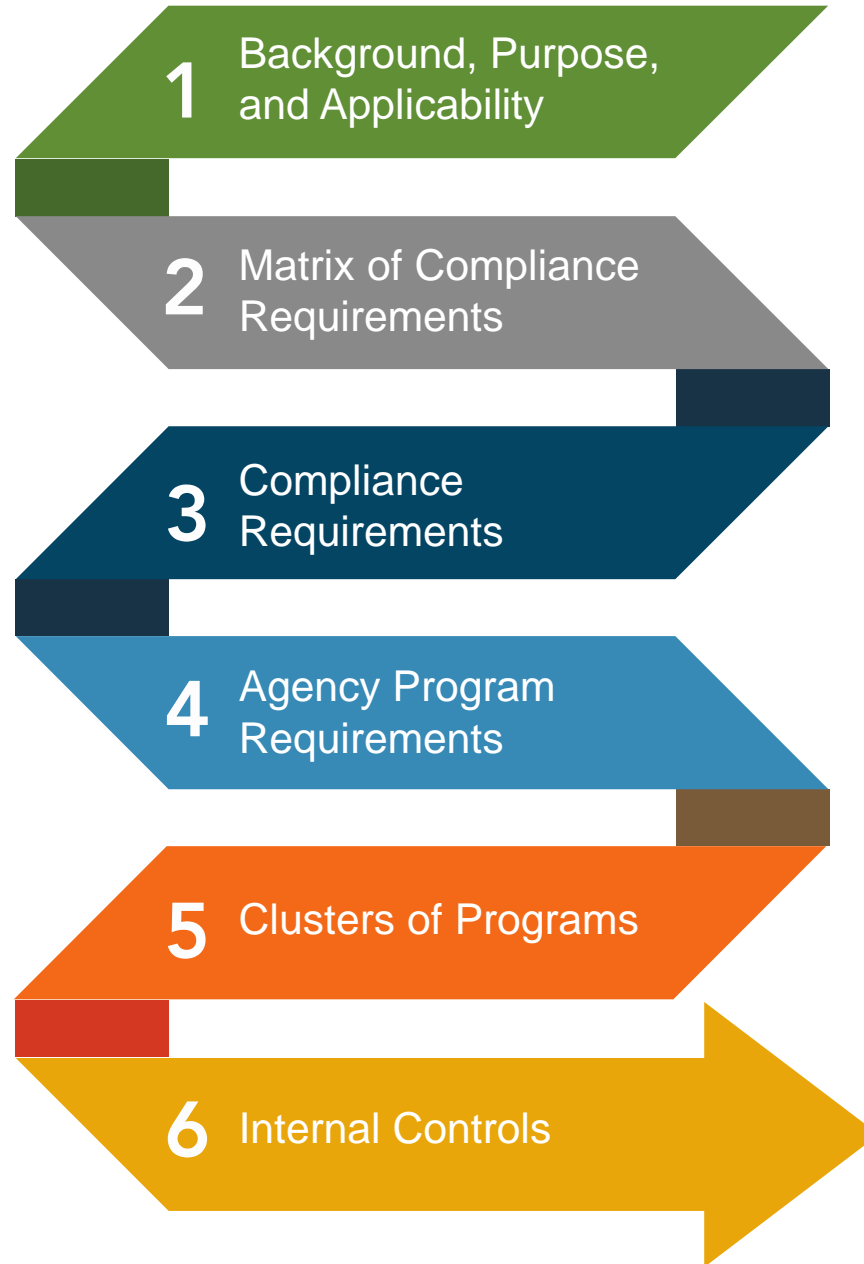 1
Background, Purpose,
and Applicability
2
Matrix of Compliance
Requirements
3
Compliance
Requirements
4
Agency Program
Requirements
5
Clusters of Programs
6
Internal Controls